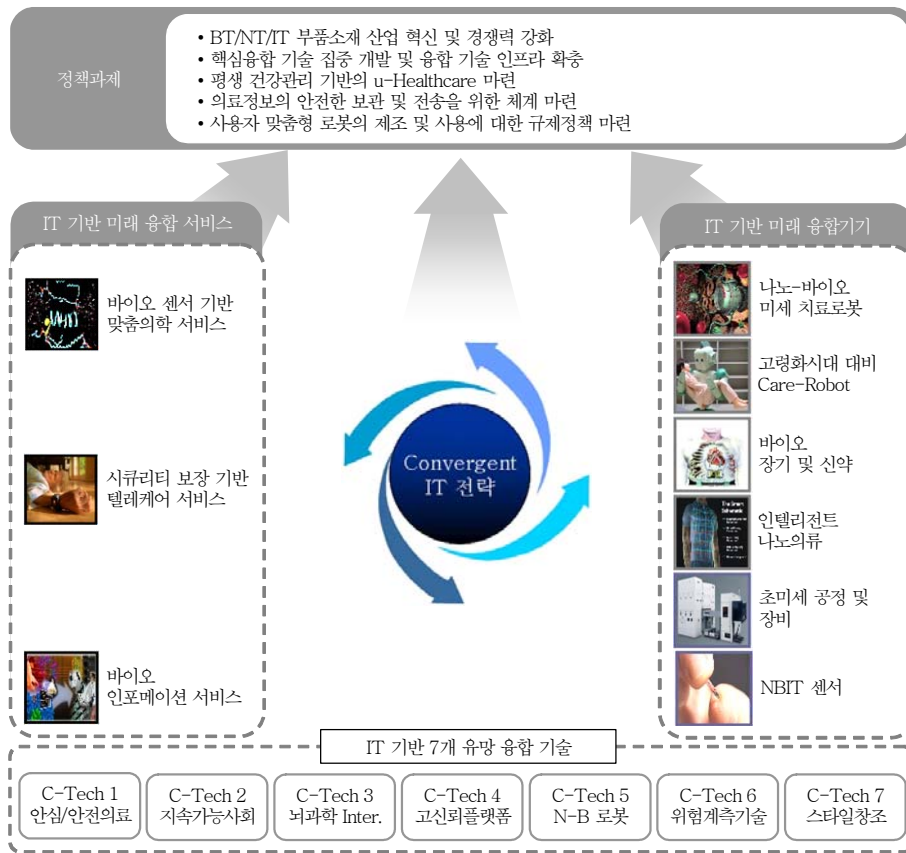 정책과제
• BT/NT/IT 부품소재 산업 혁신 및 경쟁력 강화
• 핵심융합 기술 집중 개발 및 융합 기술 인프라 확충
• 평생 건강관리 기반의 u-Healthcare 마련
• 의료정보의 안전한 보관 및 전송을 위한 체계 마련
• 사용자 맞춤형 로봇의 제조 및 사용에 대한 규제정책 마련
IT 기반 미래 융합 서비스
바이오 센서 기반
맞춤의학 서비스
시큐리티 보장 기반
텔레케어 서비스
바이오
인포메이션 서비스
Convergent
IT 전략
IT 기반 미래 융합기기
나노-바이오
미세 치료로봇
고령화시대 대비
Care-Robot
바이오
장기 및 신약
인텔리전트
나노의류
초미세 공정 및
장비
NBIT 센서
IT 기반 7개 유망 융합 기술
C-Tech 1
안심/안전의료
C-Tech 2
지속가능사회
C-Tech 3
뇌과학 Inter.
C-Tech 4
고신뢰플랫폼
C-Tech 5
N-B 로봇
C-Tech 6
위험계측기술
C-Tech 7
스타일창조